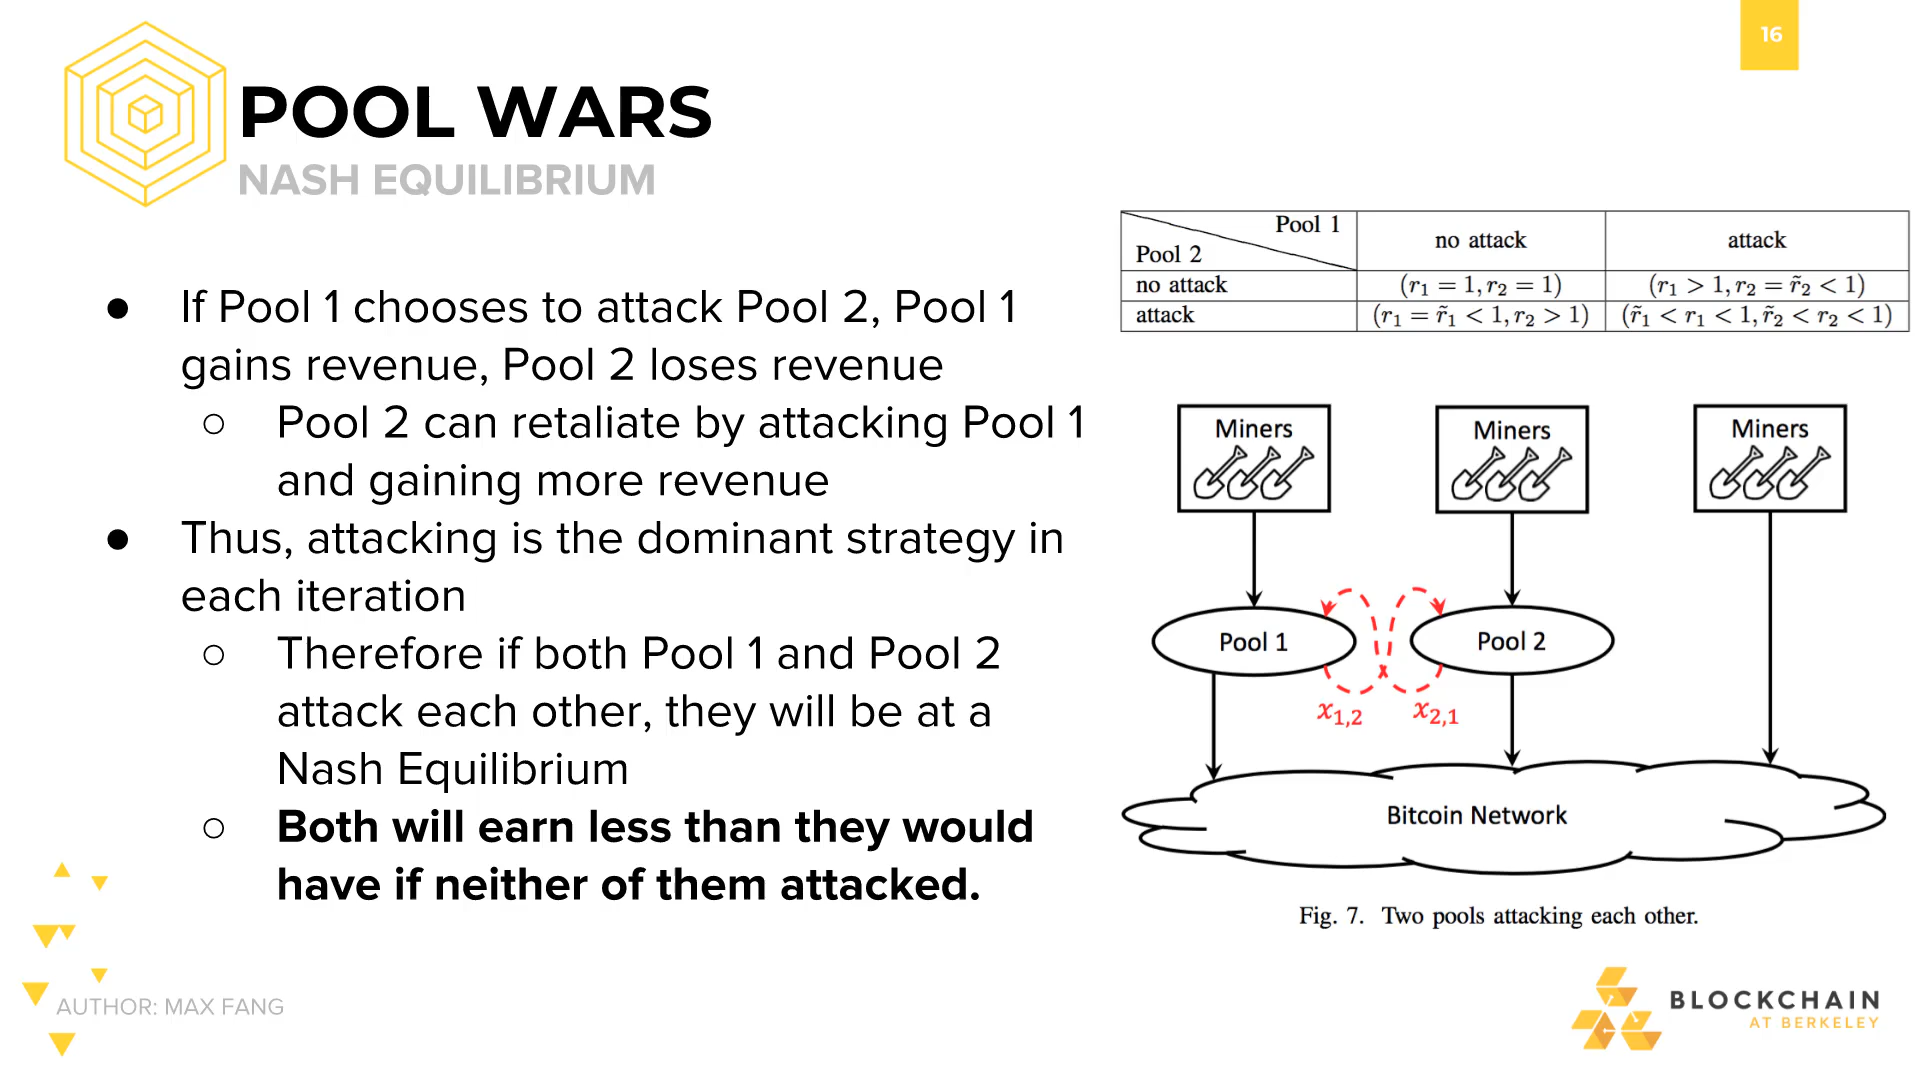 16
POOL WARS
NASH EQUILIBRIUM
● If Pool 1 chooses to attack Pool 2, Pool 1
gains revenue, Pool 2 loses revenue
○ Pool 2 can retaliate by attacking Pool 1
and gaining more revenue
● Thus, attacking is the dominant strategy in
each iteration
○ Therefore if both Pool 1 and Pool 2
attack each other, they will be at a
Nash Equilibrium
○ Both will earn less than they would
have if neither of them attacked.
Pool 1
Pool 2
no attack
attack
no attack
(r₁ = 1, r₂ = 1)
(r₁ > 1, r₂ = r̃₂ < 1)
attack
(r₁ = r̃₁ < 1, r₂ > 1)
(r̃₁ < r₁ < 1, r̃₂ < r₂ < 1)
Miners
Miners
Miners
Pool 1
Pool 2
x₁,₂
x₂,₁
Bitcoin Network
Fig. 7. Two pools attacking each other.
AUTHOR: MAX FANG
BLOCKCHAIN
AT BERKELEY